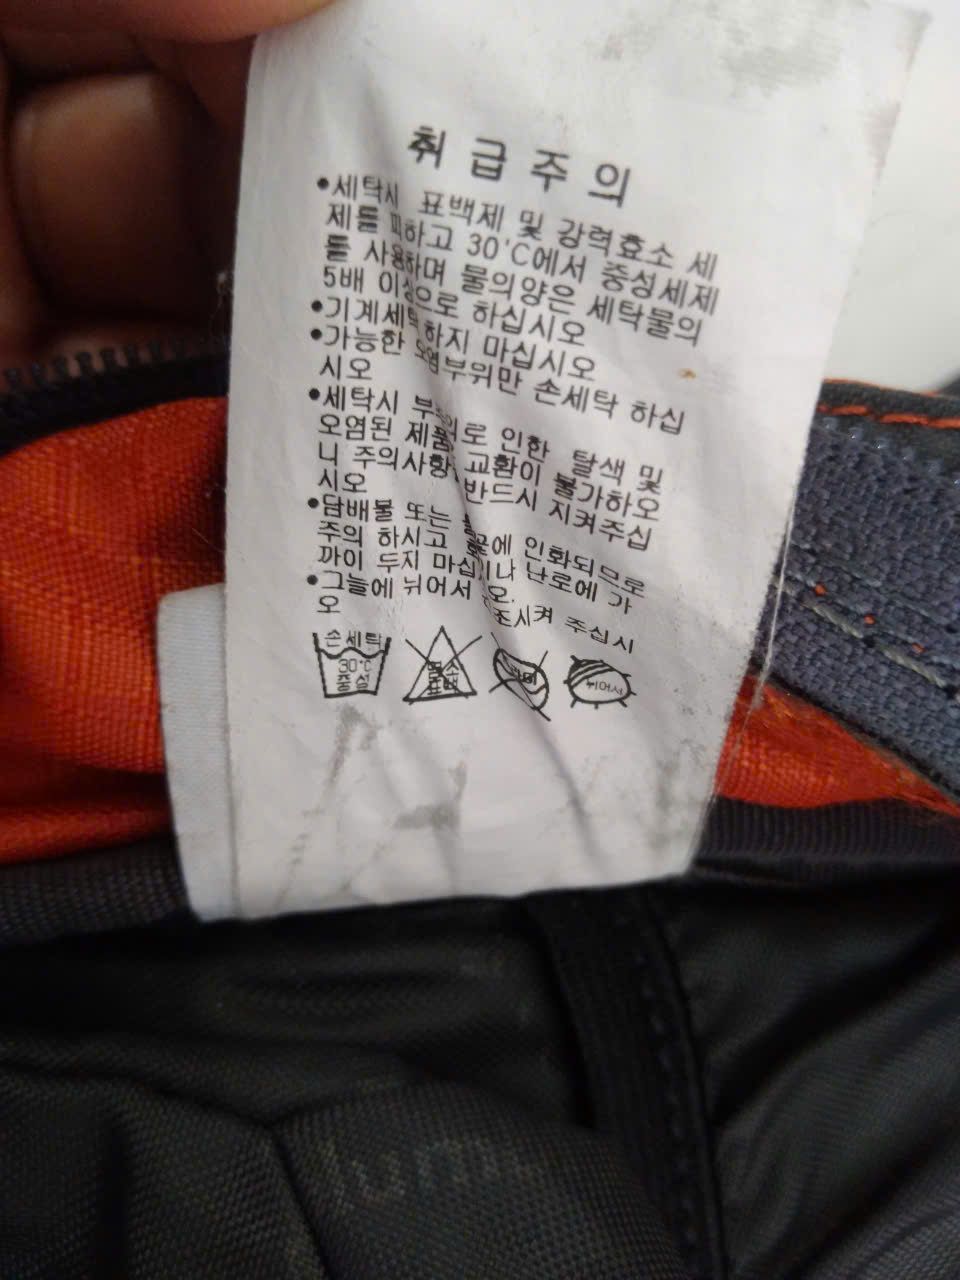 취급주의
•세탁시 표백제 및 강력효소 세
제를 피하고 30'C에서 중성세제
를 사용하며 물의양은 세탁물의
5배 이상으로 하십시오
•기계세탁 하지 마십시오
•가능한 오염부위만 손세탁 하십
시오
•세탁시 부주의로 인한 탈색 및
오염된 제품 교환이 불가하오
니 주의사항 반드시 지켜주십
시오
•담배불 또는 불꽃에 인화되므로
주의 하시고 난로에 가
까이 두지 마십시오.
•그늘에 뉘어서 건조시켜 주십시
오
손세탁
30°C
중성
염소
표백
뉘어서